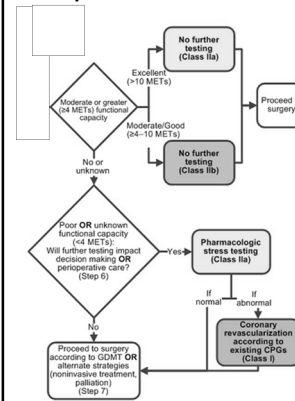 No further
testing
(Class IIa)
Excellent
(>10 METs)
Proceed
surgery
Moderate or greater
(≥4 METs) functional
capacity
Moderate/Good
(≥4–10 METs)
No further
testing
(Class IIb)
No or
unknown
Poor OR unknown
functional capacity
(<4 METs):
Will further testing impact
decision making OR
perioperative care?
(Step 6)
Yes
Pharmacologic
stress testing
(Class IIa)
If
normal
If
abnormal
No
Coronary
revascularization
according to
existing CPGs
(Class I)
Proceed to surgery
according to GDMT OR
alternate strategies
(noninvasive treatment,
palliation)
(Step 7)